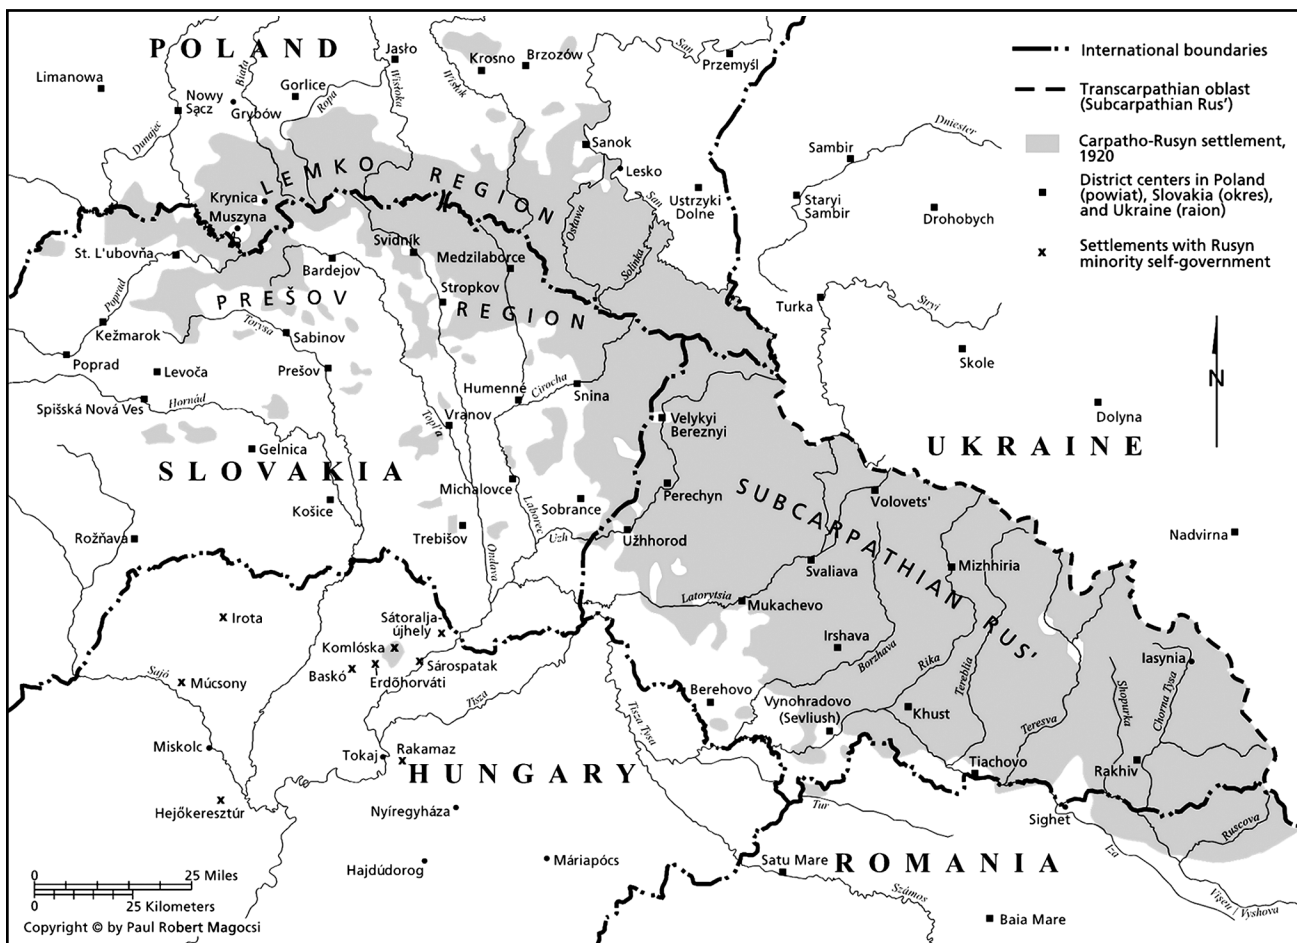 POLAND
Limanowa
Nowy
Sącz
Biała
Grybów
Gorlice
Jasło
Ropa
Wisłoka
Krosno
Brzozów
Wisłok
San
Przemyśl
Dunajec
Sanok
Lesko
San
Ustrzyki
Dolne
Sambir
Dniester
Staryi
Sambir
Drohobych
International boundaries
Transcarpathian oblast
(Subcarpathian Rus')
Carpatho-Rusyn settlement,
1920
District centers in Poland
(powiat), Slovakia (okres),
and Ukraine (raion)
Settlements with Rusyn
minority self-government
LEMKO REGION
Krynica
Muszyna
Osława
Solinka
St. L'ubovňa
Svidník
Medzilaborce
Bardejov
Stropkov
PREŠOV REGION
Poprad
Kežmarok
Torysa
Sabinov
Turka
Stryi
Skole
Poprad
Levoča
Prešov
Humenné
Cirocha
Snina
Spišská Nová Ves
Hornád
Topl'a
Vranov
Velykyi
Bereznyi
Dolyna
N
UKRAINE
Gelnica
SLOVAKIA
Košice
Michalovce
Laborec
Sobrance
Perechyn
SUBCARPATHIAN RUS'
Volovets'
Rožňava
Trebišov
Ondava
Uzh
Užhhorod
Nadvirna
Svaliava
Mizhhiria
Latorytsia
Mukachevo
Irota
Sátoralja-
újhely
Komlóska
Baskó
Erdőhorváti
Sárospatak
Irshava
Borzhava
Rika
Tereblia
Teresva
Iasynia
Shopurka
Chorna Tysa
Sajó
Múcsony
Tisza
Tisza/Tysa
Berehovo
Vynohradovo
(Sevliush)
Khust
Miskolc
Tokaj
Rakamaz
HUNGARY
Tiachovo
Rakhiv
Hejőkeresztúr
Nyíregyháza
Tur
Sighet
Ruscova
Iza
Hajdúdorog
Máriapócs
Satu Mare
ROMANIA
Számos
Vişeu/Vyshova
Baia Mare
0 25 Miles
0 25 Kilometers
Copyright © by Paul Robert Magocsi